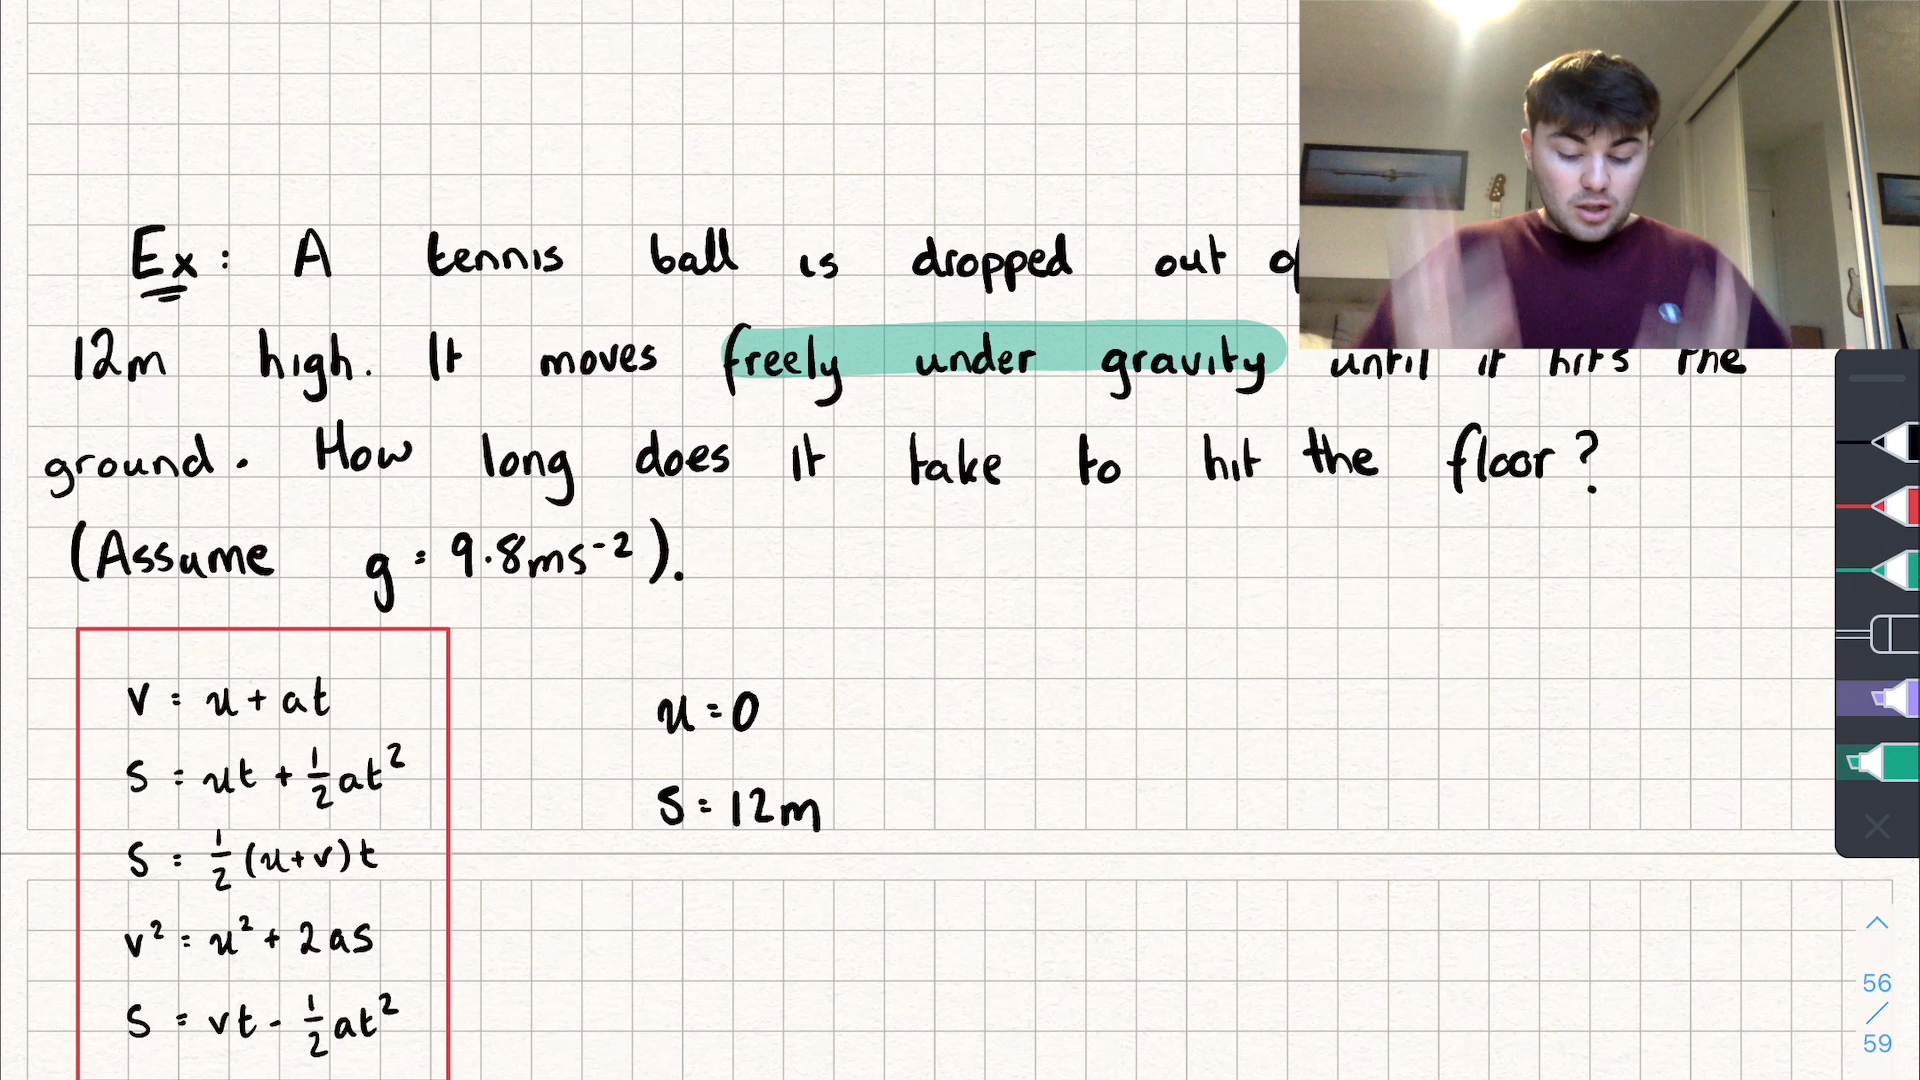 Ex: A tennis ball is dropped out
12m high. It moves freely under gravity until it hits the
ground. How long does it take to hit the floor?
(Assume g = 9.8ms⁻²).
v = u + at
s = ut + ½at²
s = ½(u+v)t
v² = u² + 2as
s = vt - ½at²
u = 0
s = 12m
56
/
59